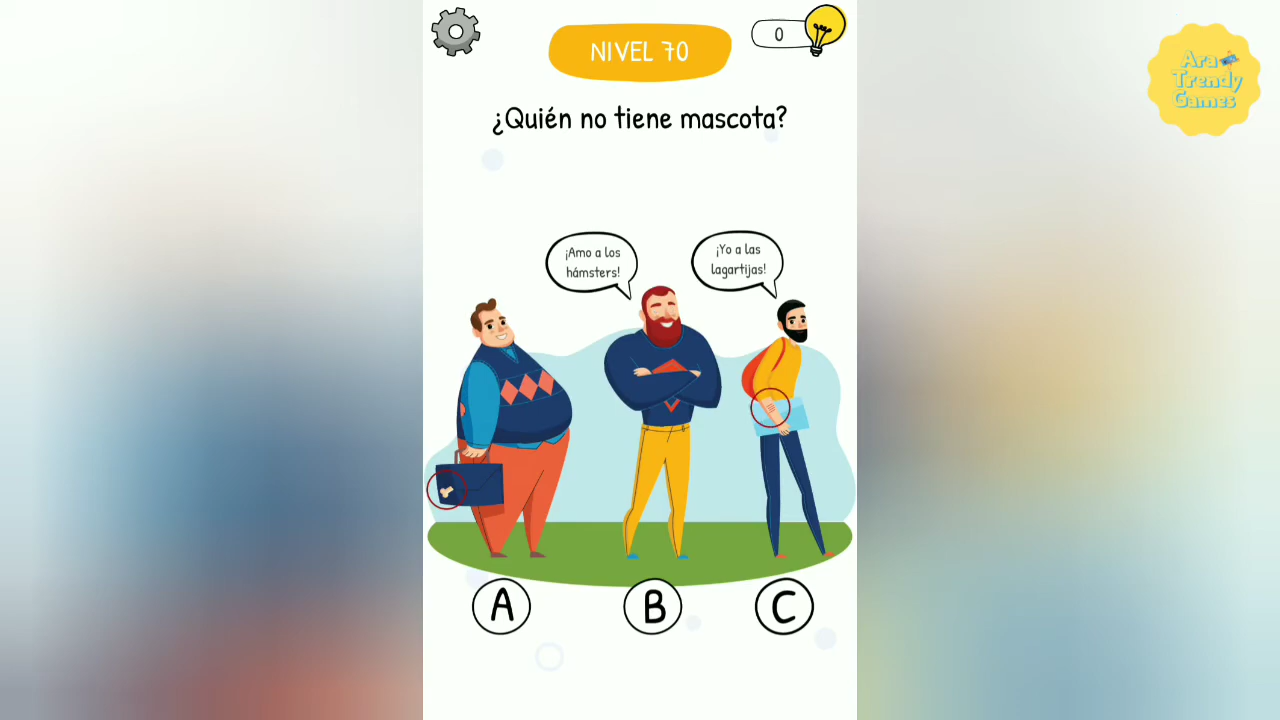 NIVEL 70
0
Ara
Trendy
Games
¿Quién no tiene mascota?
¡Amo a los
hámsters!
¡Yo a las
lagartijas!
A
B
C